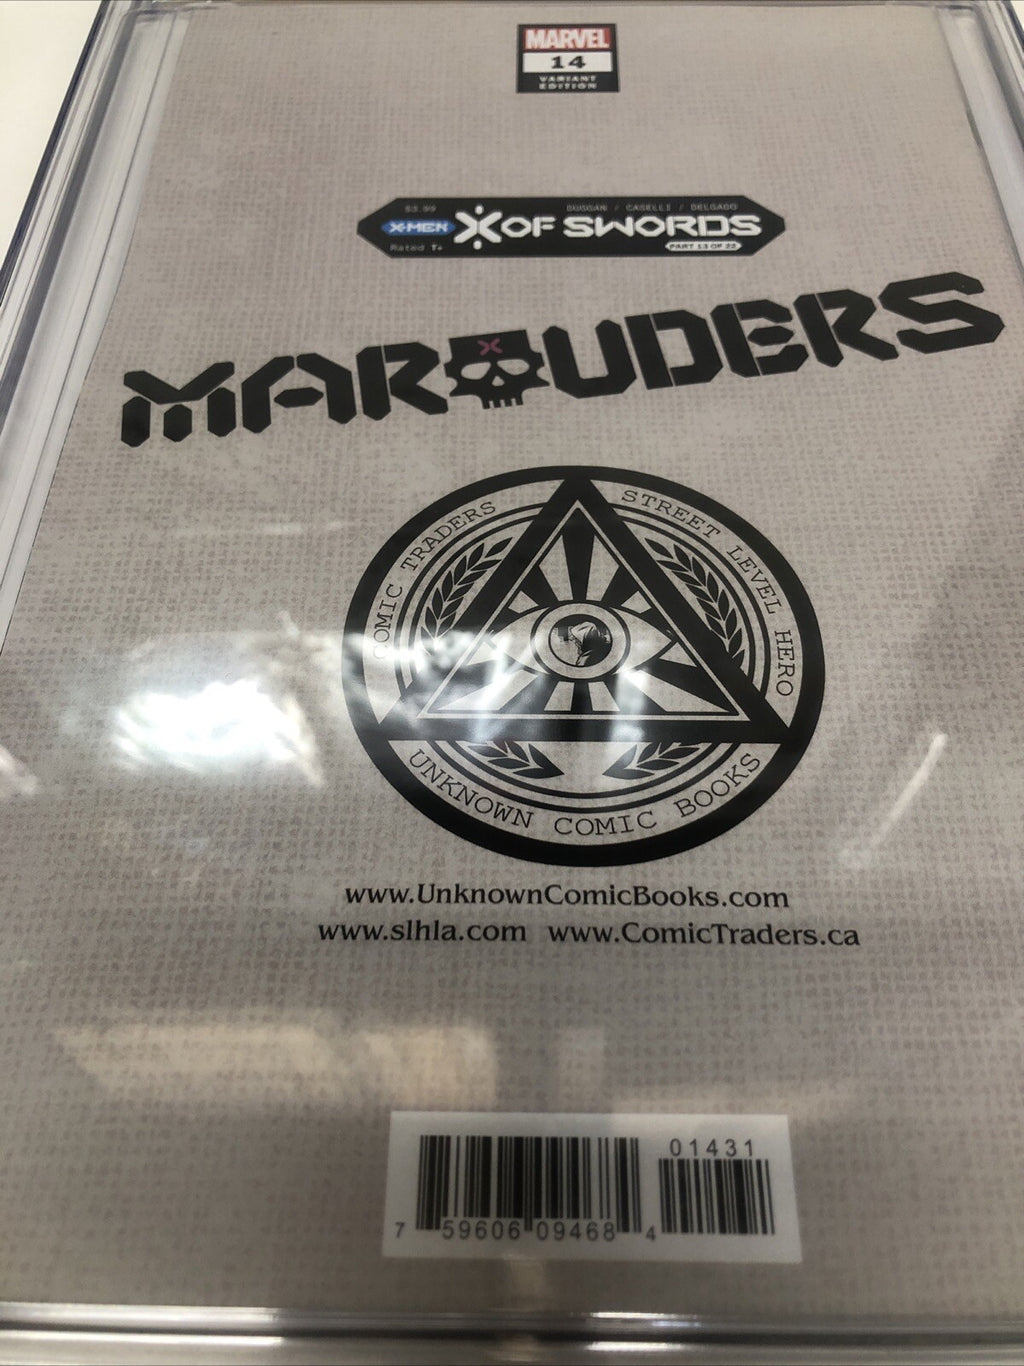 MARVEL
14
VARIANT
EDITION
$3.99
DUGGAN / CASELLI / DELGADO
X-MEN
X OF SWORDS
Rated T+
PART 13 OF 22
MARAUDERS
COMIC TRADERS
STREET LEVEL HERO
UNKNOWN COMIC BOOKS
www.UnknownComicBooks.com
www.slhla.com www.ComicTraders.ca
01431
7 59606 09468 4